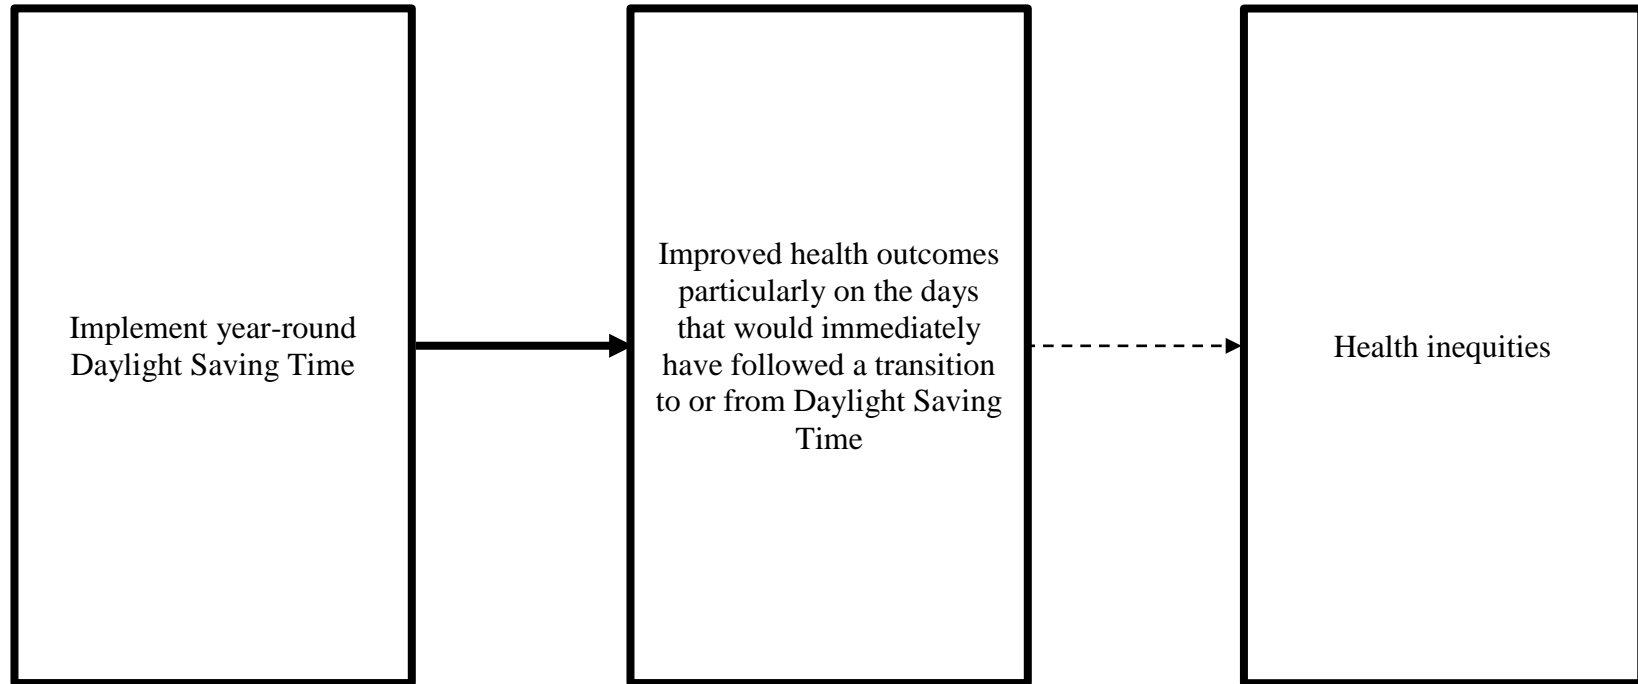 Implement year-round
Daylight Saving Time
Improved health outcomes
particularly on the days
that would immediately
have followed a transition
to or from Daylight Saving
Time
Health inequities